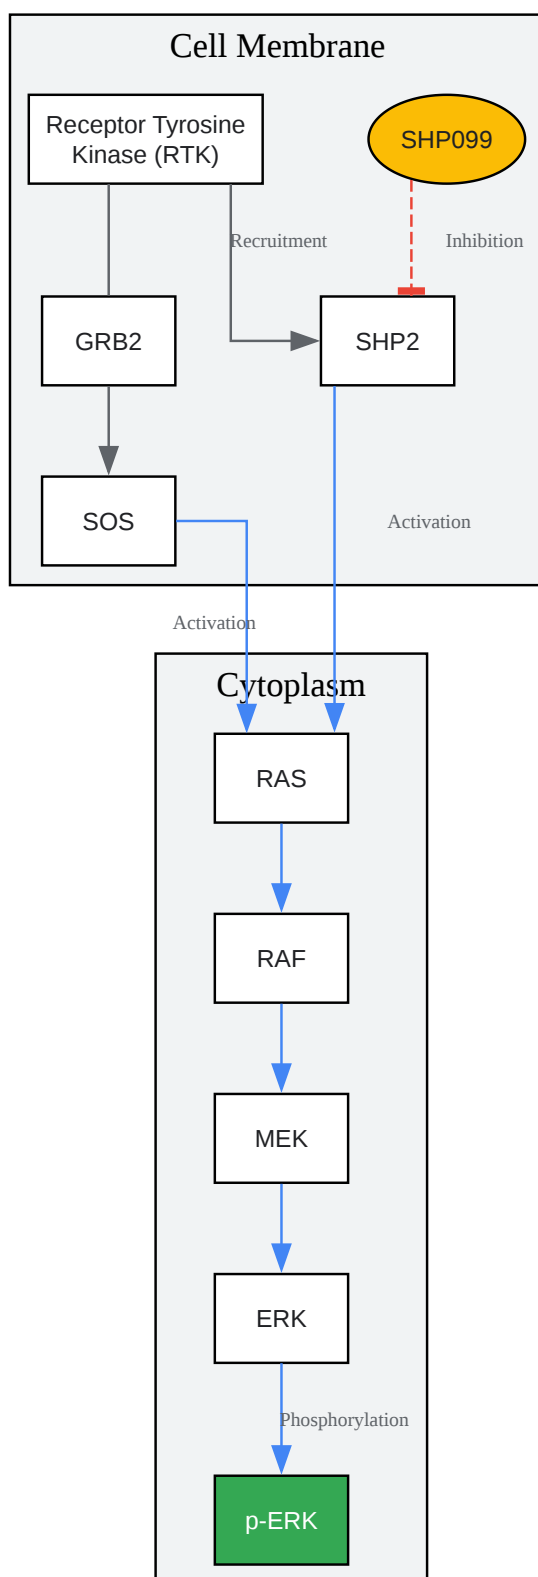 Cell Membrane
Receptor Tyrosine
Kinase (RTK)
SHP099
Recruitment
Inhibition
GRB2
SHP2
SOS
Activation
Activation
Cytoplasm
RAS
RAF
MEK
ERK
Phosphorylation
p-ERK